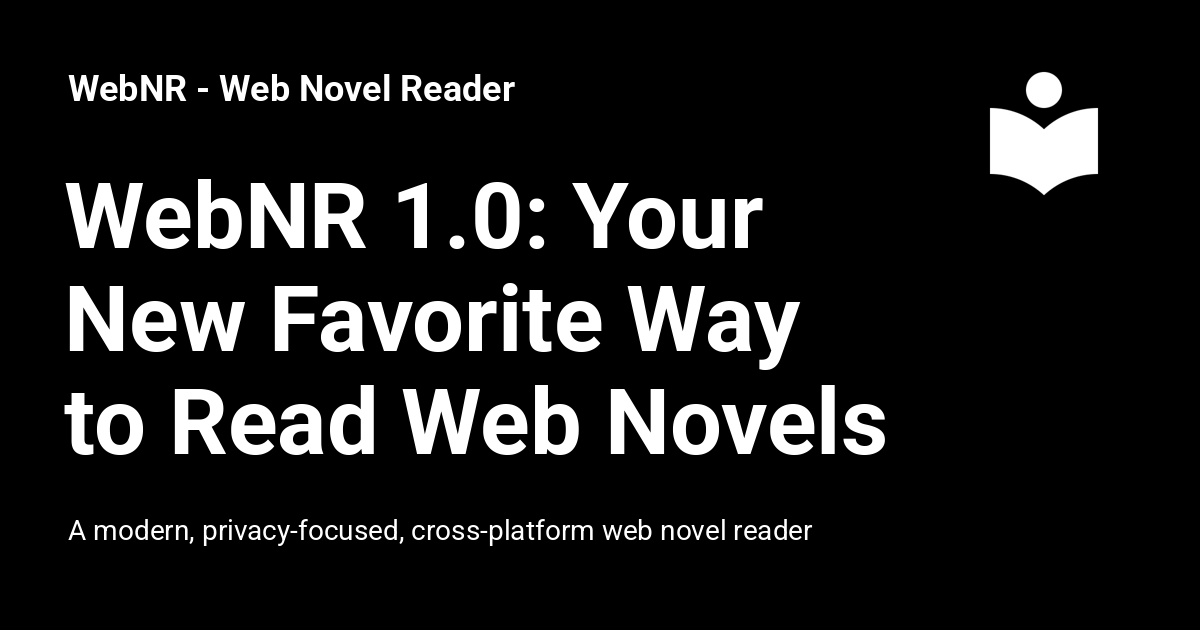 WebNR - Web Novel Reader
WebNR 1.0: Your
New Favorite Way
to Read Web Novels
A modern, privacy-focused, cross-platform web novel reader